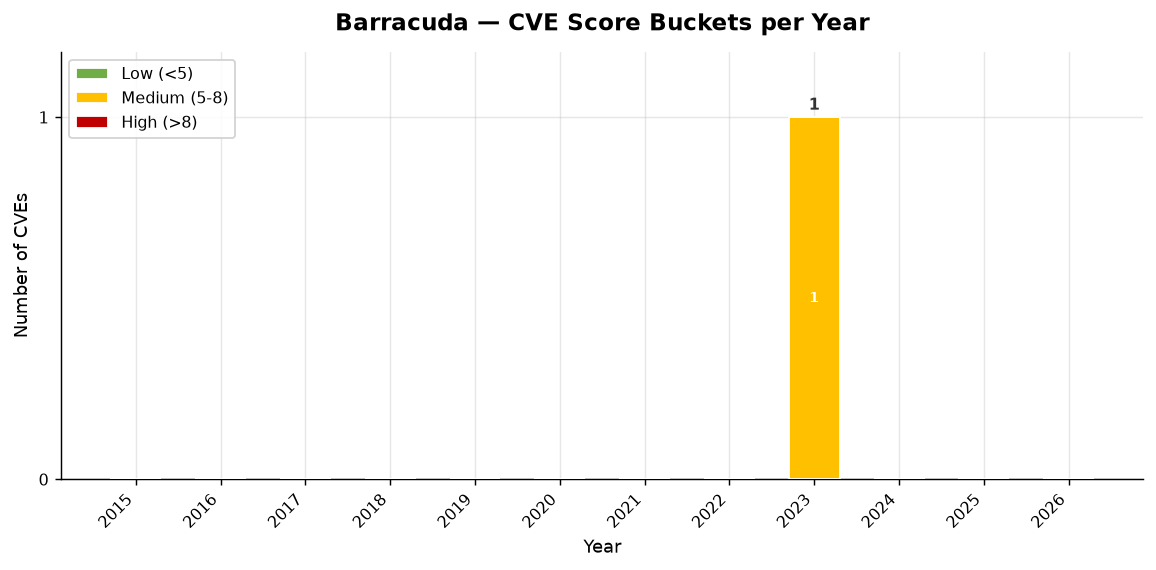 Barracuda — CVE Score Buckets per Year
Low (<5)
Medium (5-8)
High (>8)
Number of CVEs
1
0
1
1
2015
2016
2017
2018
2019
2020
2021
2022
2023
2024
2025
2026
Year